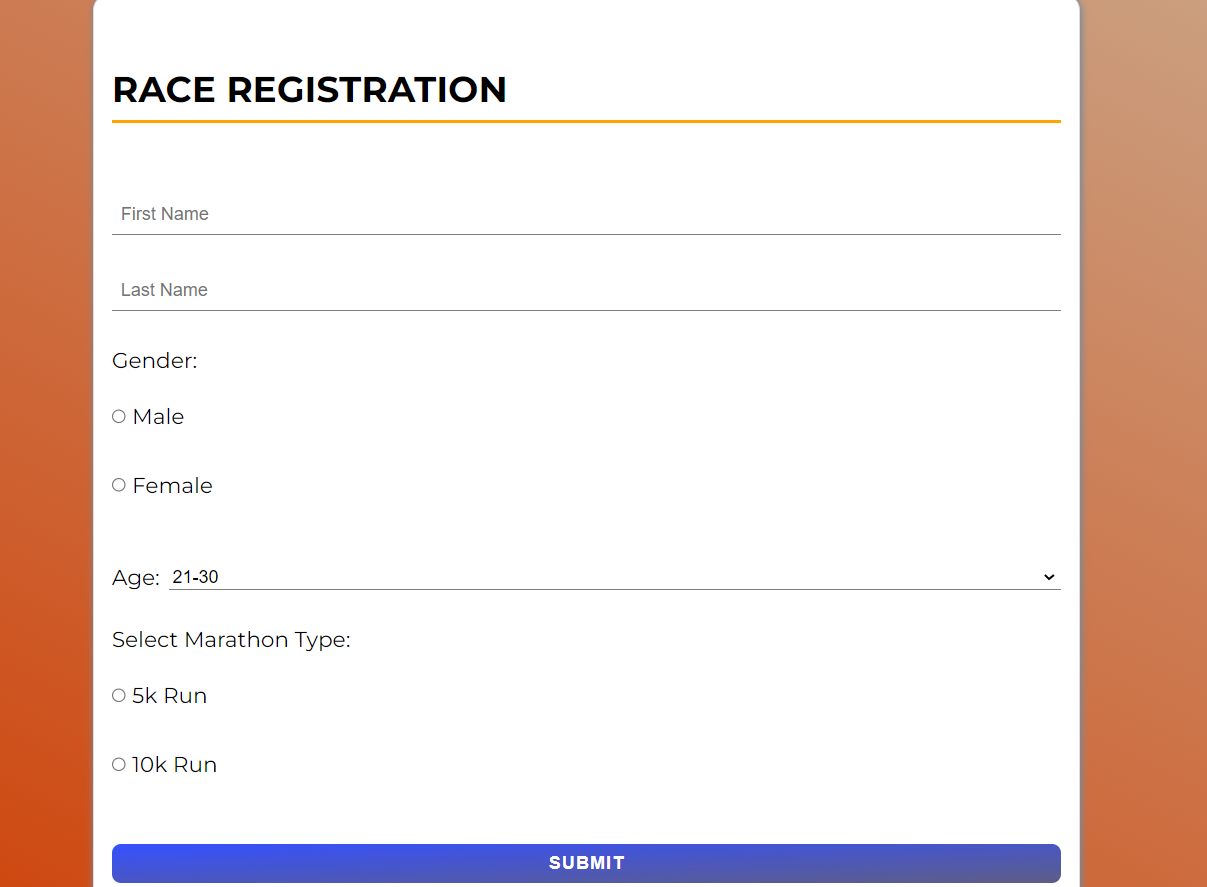 RACE REGISTRATION
First Name
Last Name
Gender:
Male
Female
Age: 21-30
Select Marathon Type:
5k Run
10k Run
SUBMIT